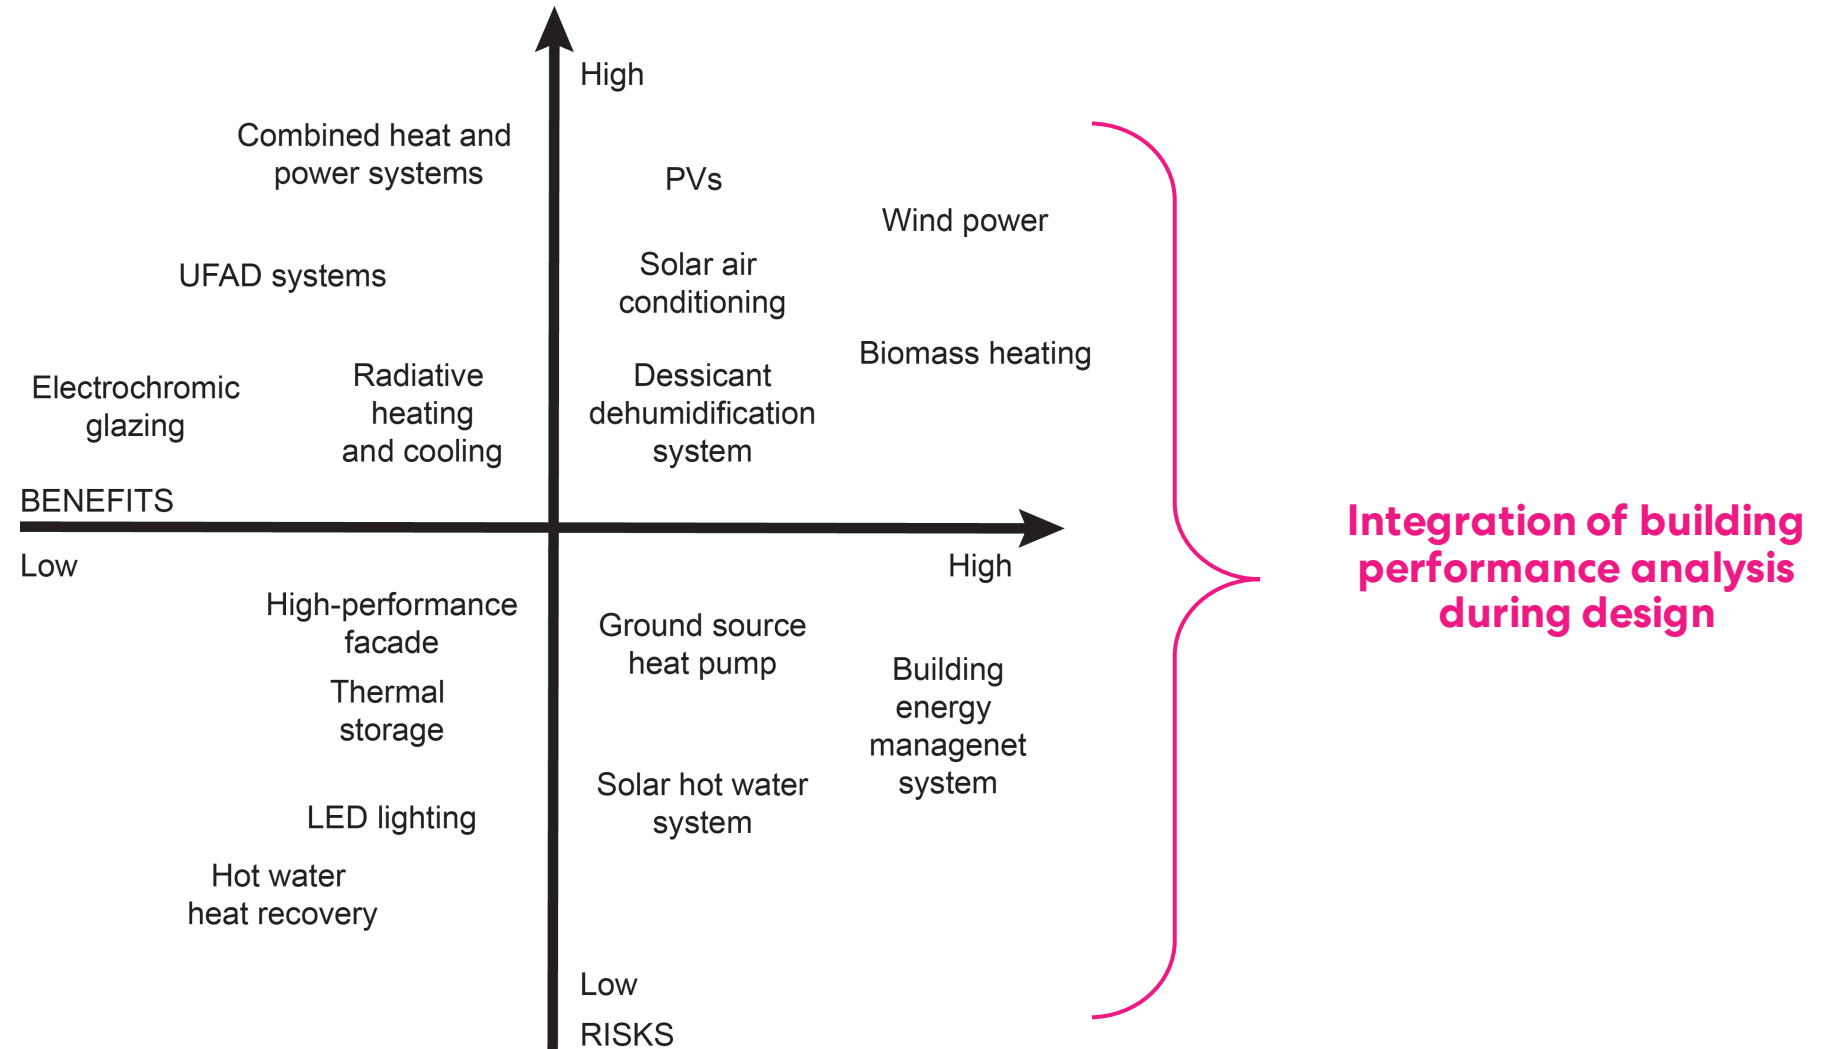 High
Combined heat and
power systems
PVs
Wind power
UFAD systems
Solar air
conditioning
Biomass heating
Electrochromic
glazing
Radiative
heating
and cooling
Dessicant
dehumidification
system
BENEFITS
Low
High
High-performance
facade
Thermal
storage
LED lighting
Hot water
heat recovery
Ground source
heat pump
Building
energy
managenet
system
Solar hot water
system
Low
RISKS
Integration of building
performance analysis
during design